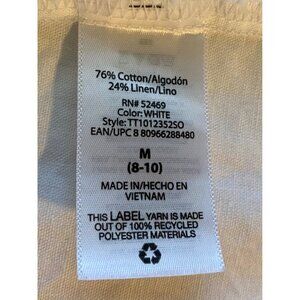 76% Cotton/Algodón
24% Linen/Lino
RN# 52469
Color: WHITE
Style: TT1012352SO
EAN/UPC 8 80966288480
M
(8-10)
MADE IN/HECHO EN
VIETNAM
THIS LABEL YARN IS MADE
OUT OF 100% RECYCLED
POLYESTER MATERIALS